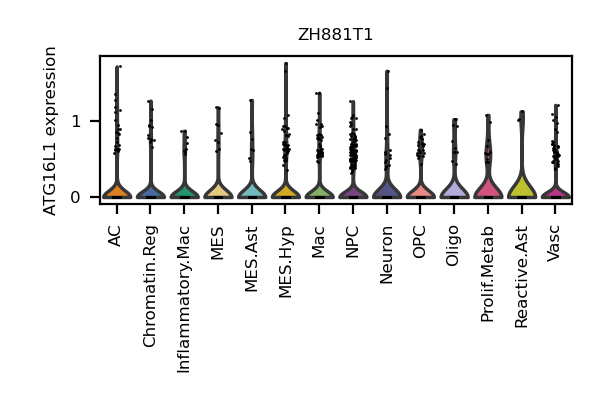 ZH881T1
ATG16L1 expression
1
0
AC
Chromatin.Reg
Inflammatory.Mac
MES
MES.Ast
MES.Hyp
Mac
NPC
Neuron
OPC
Oligo
Prolif.Metab
Reactive.Ast
Vasc